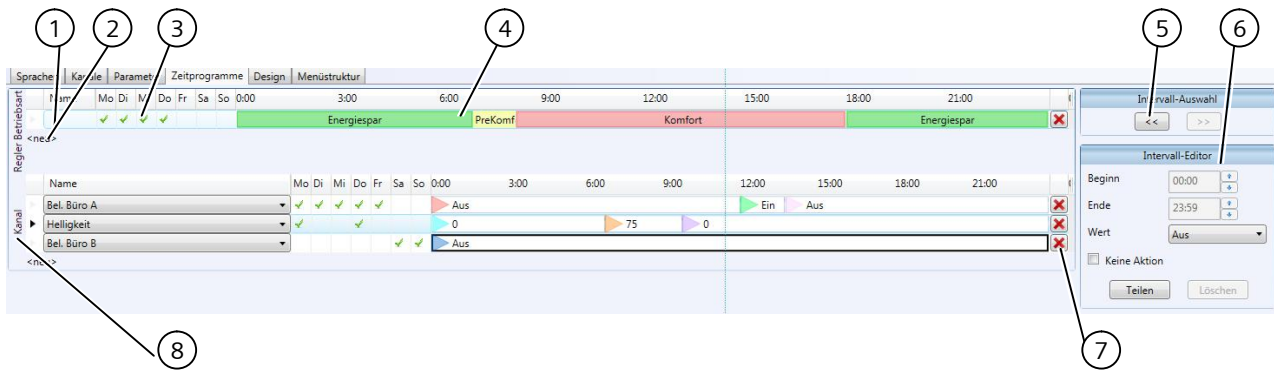 1 2 3 4 5 6
Sprachen Kanäle Parameter Zeitprogramme Design Menüstruktur
Regler Betriebsart
Name Mo Di Mi Do Fr Sa So 0:00 3:00 6:00 9:00 12:00 15:00 18:00 21:00
Energiespar PreKomf Komfort Energiespar
<neu>
Kanal
Name Mo Di Mi Do Fr Sa So 0:00 3:00 6:00 9:00 12:00 15:00 18:00 21:00
Bel. Büro A Aus Ein Aus
Helligkeit 0 75 0
Bel. Büro B Aus
<neu>
Intervall-Auswahl
<< >>
Intervall-Editor
Beginn 00:00
Ende 23:59
Wert Aus
Keine Aktion
Teilen Löschen
8 7